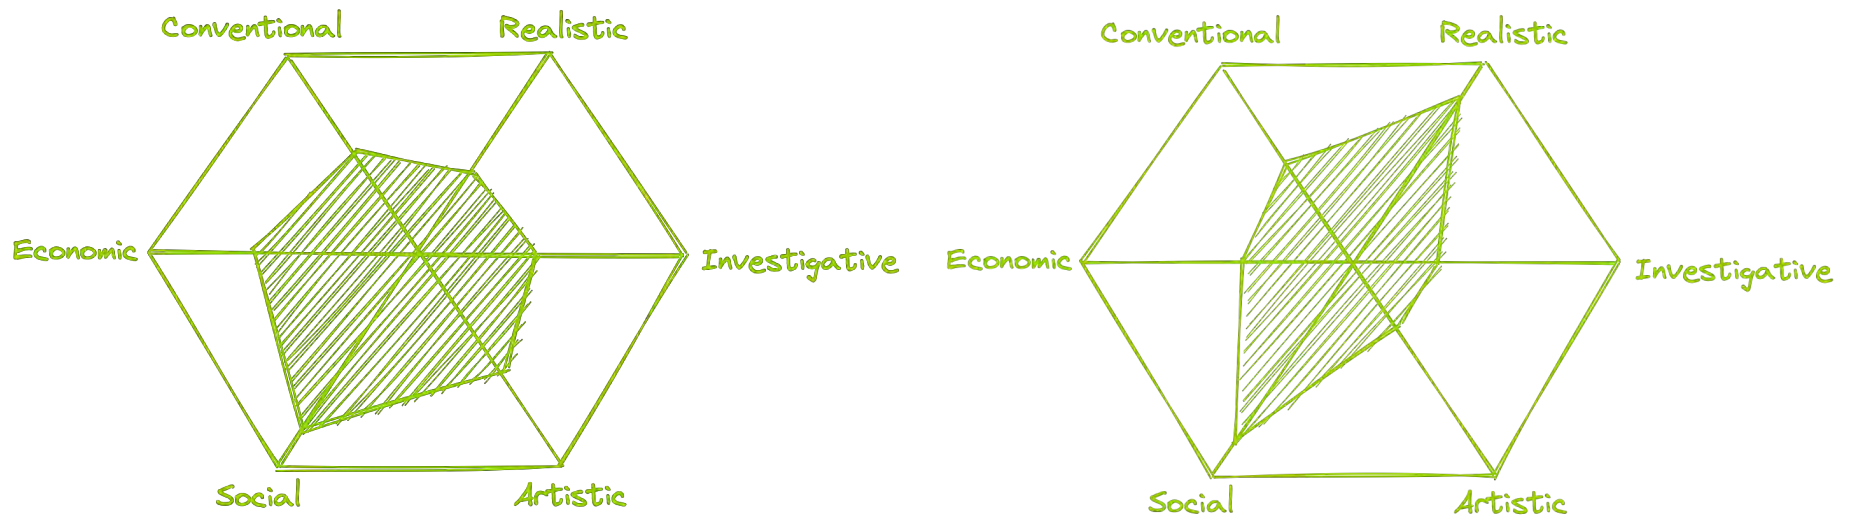 Conventional
Realistic
Economic
Investigative
Social
Artistic
Conventional
Realistic
Economic
Investigative
Social
Artistic